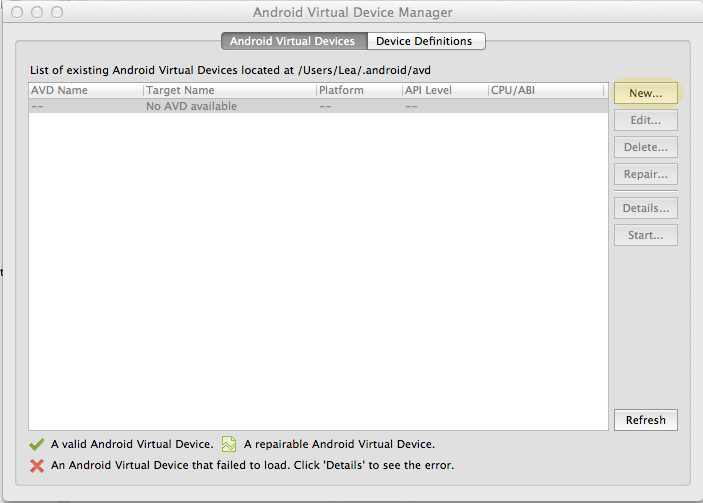 Android Virtual Device Manager
Android Virtual Devices Device Definitions
List of existing Android Virtual Devices located at /Users/Lea/.android/avd
AVD Name Target Name Platform API Level CPU/ABI
-- No AVD available -- -- --
New...
Edit...
Delete...
Repair...
Details...
Start...
Refresh
A valid Android Virtual Device. A repairable Android Virtual Device.
An Android Virtual Device that failed to load. Click 'Details' to see the error.